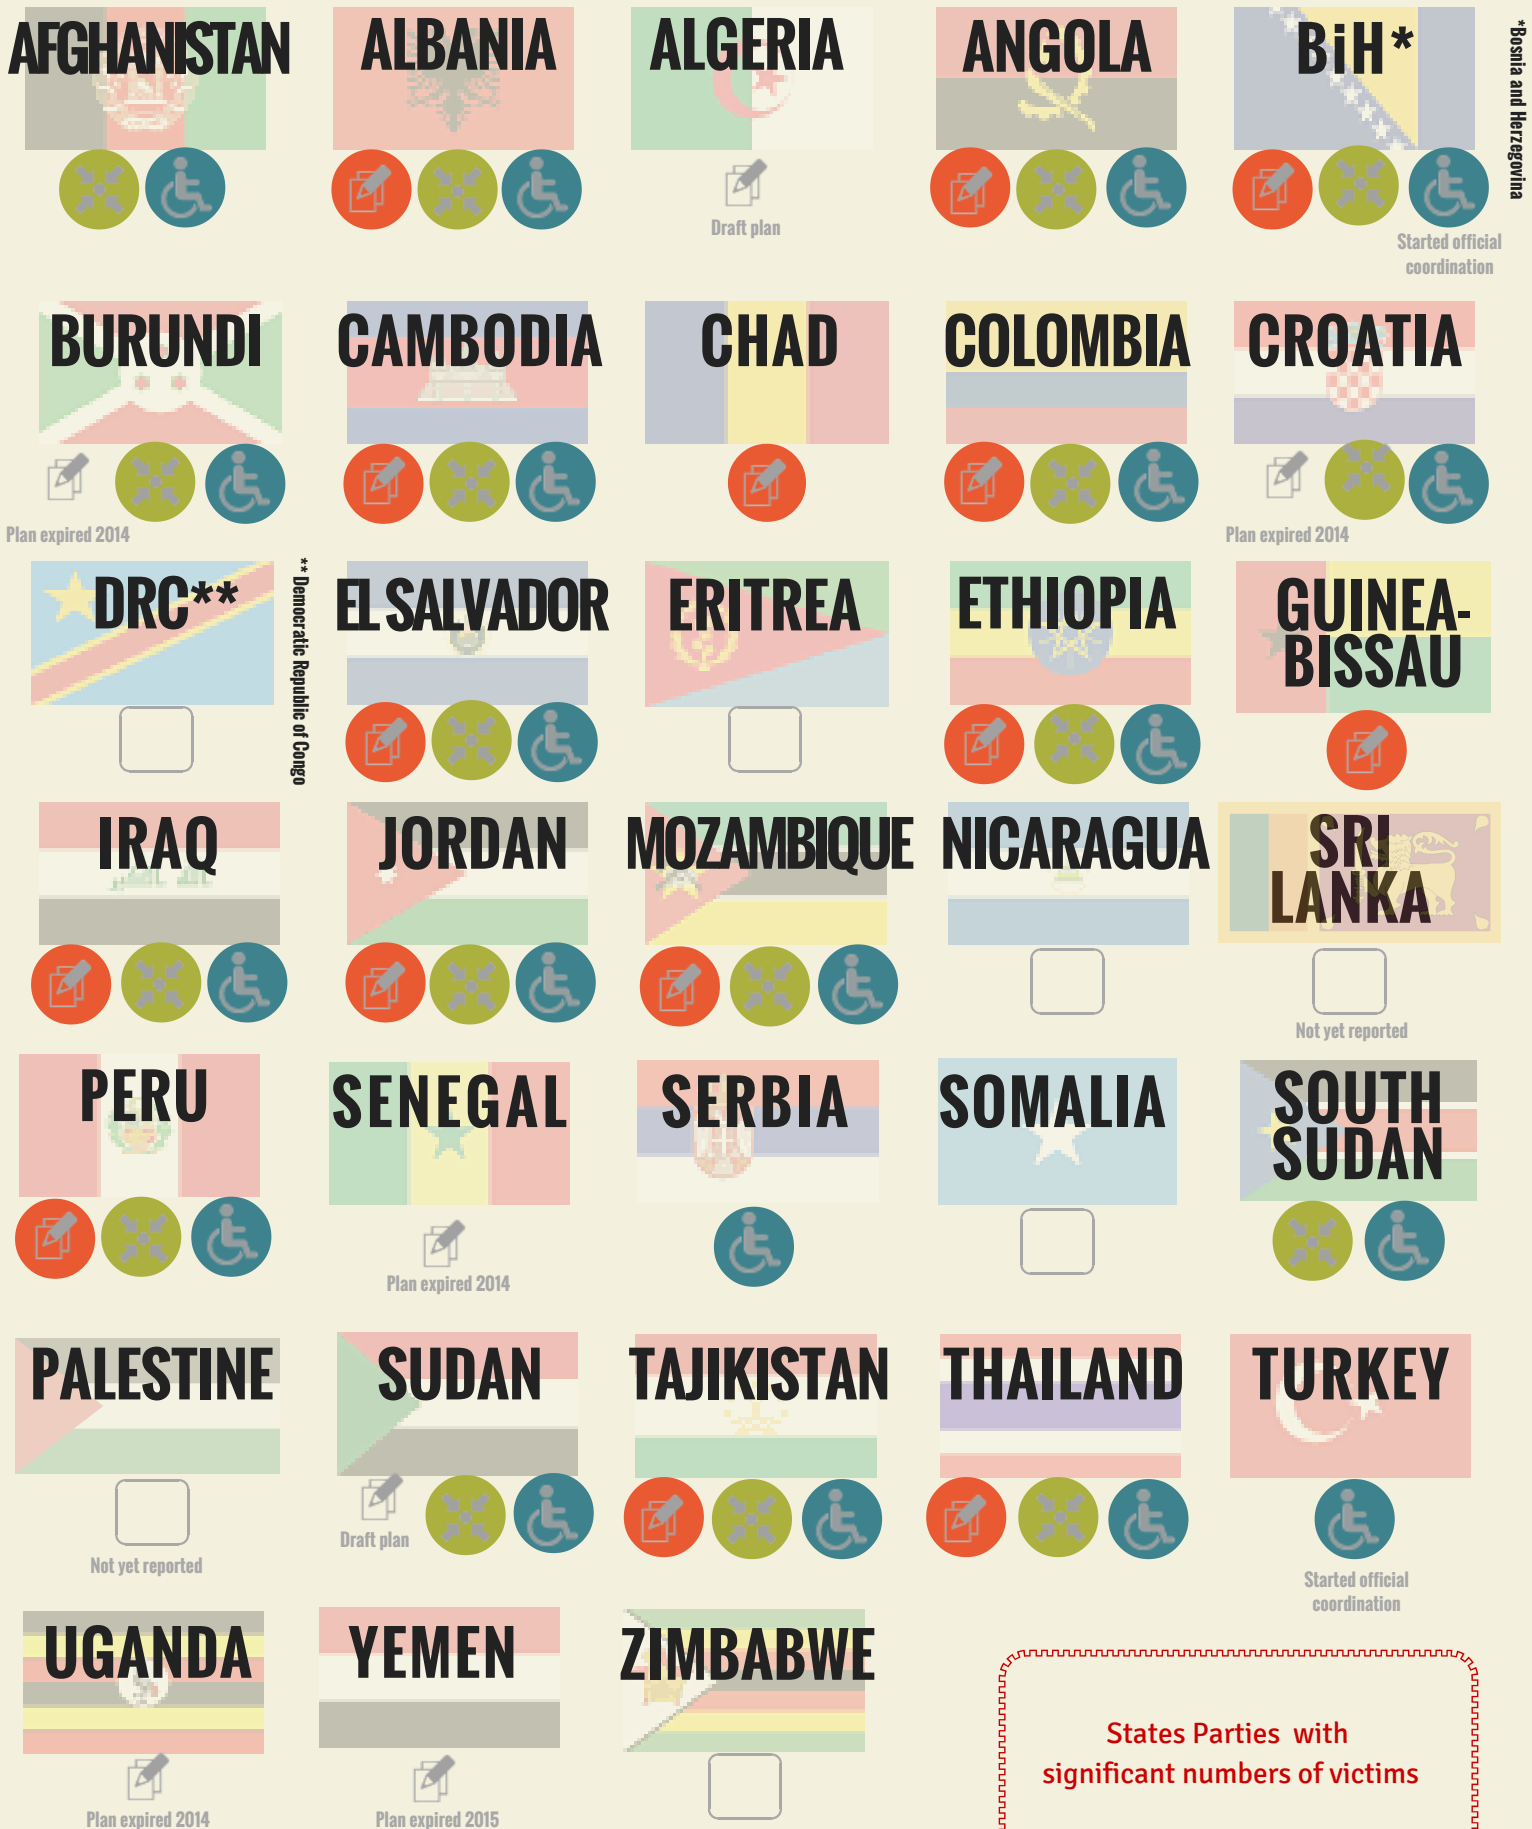 AFGHANISTAN
ALBANIA
ALGERIA
ANGOLA
BiH*
*Bosnia and Herzegovina
Draft plan
Started official
coordination
BURUNDI
CAMBODIA
CHAD
COLOMBIA
CROATIA
Plan expired 2014
Plan expired 2014
DRC**
** Democratic Republic of Congo
EL SALVADOR
ERITREA
ETHIOPIA
GUINEA-
BISSAU
IRAQ
JORDAN
MOZAMBIQUE
NICARAGUA
SRI
LANKA
Not yet reported
PERU
SENEGAL
SERBIA
SOMALIA
SOUTH
SUDAN
Plan expired 2014
PALESTINE
SUDAN
TAJIKISTAN
THAILAND
TURKEY
Not yet reported
Draft plan
Started official
coordination
UGANDA
YEMEN
ZIMBABWE
Plan expired 2014
Plan expired 2015
States Parties with
significant numbers of victims